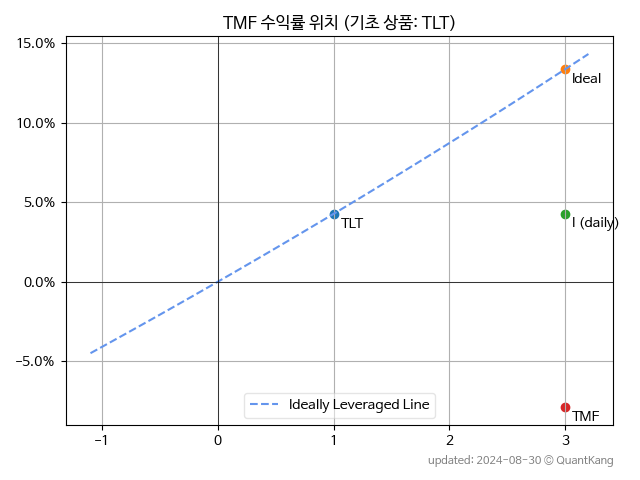 TMF 수익률 위치 (기초 상품: TLT)
15.0%
10.0%
5.0%
0.0%
−5.0%
Ideal
TLT
I (daily)
TMF
Ideally Leveraged Line
−1 0 1 2 3
updated: 2024-08-30 © QuantKang